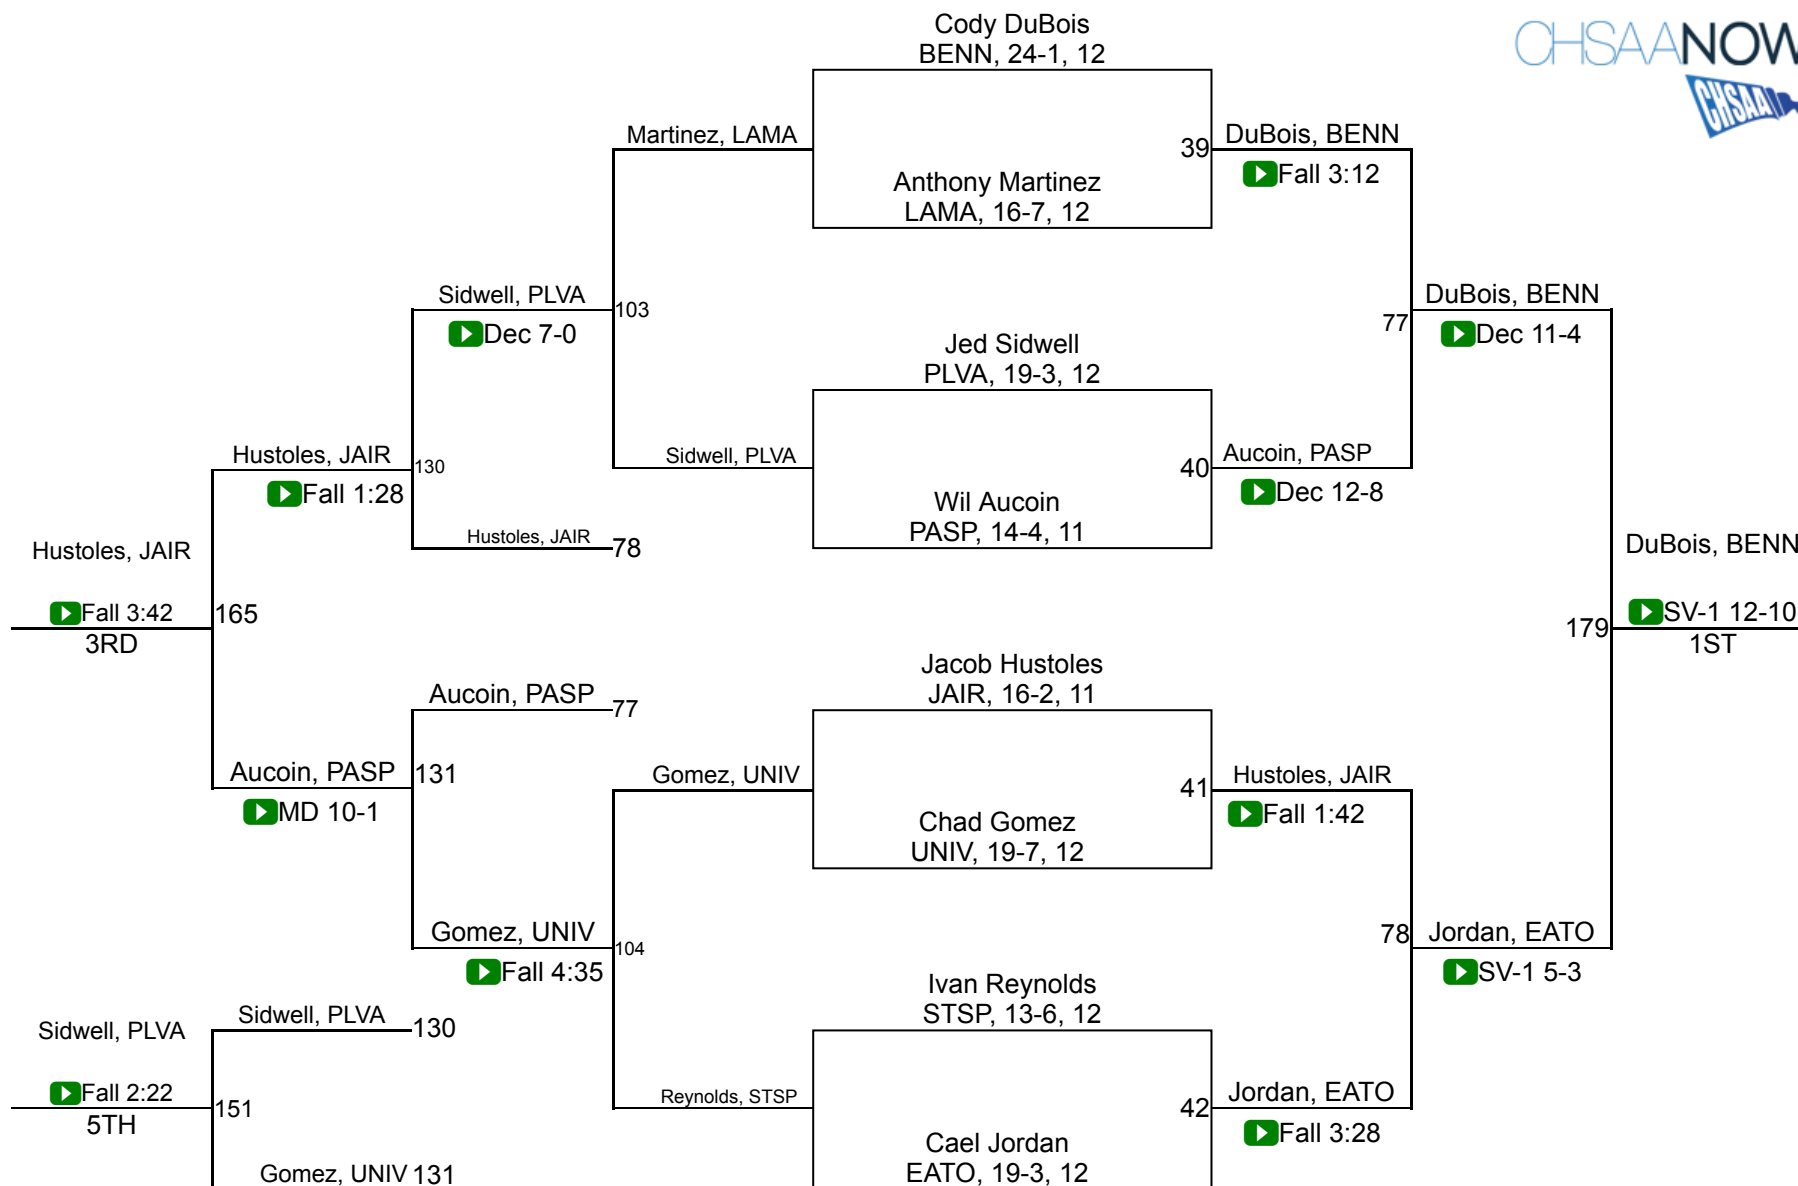 Cody DuBois
BENN, 24-1, 12
CHSAANOW
CHSAA
Martinez, LAMA
39
DuBois, BENN
Fall 3:12
Anthony Martinez
LAMA, 16-7, 12
Sidwell, PLVA
103
Dec 7-0
77
DuBois, BENN
Dec 11-4
Jed Sidwell
PLVA, 19-3, 12
Hustoles, JAIR
130
Fall 1:28
Sidwell, PLVA
40
Aucoin, PASP
Dec 12-8
Wil Aucoin
PASP, 14-4, 11
Hustoles, JAIR
78
Hustoles, JAIR
Fall 3:42
165
3RD
DuBois, BENN
179
SV-1 12-10
1ST
Jacob Hustoles
JAIR, 16-2, 11
Aucoin, PASP
77
Aucoin, PASP
131
MD 10-1
Gomez, UNIV
41
Hustoles, JAIR
Fall 1:42
Chad Gomez
UNIV, 19-7, 12
Gomez, UNIV
104
Fall 4:35
78
Jordan, EATO
SV-1 5-3
Ivan Reynolds
STSP, 13-6, 12
Sidwell, PLVA
Sidwell, PLVA
130
Fall 2:22
151
5TH
Reynolds, STSP
42
Jordan, EATO
Fall 3:28
Cael Jordan
EATO, 19-3, 12
Gomez, UNIV
131